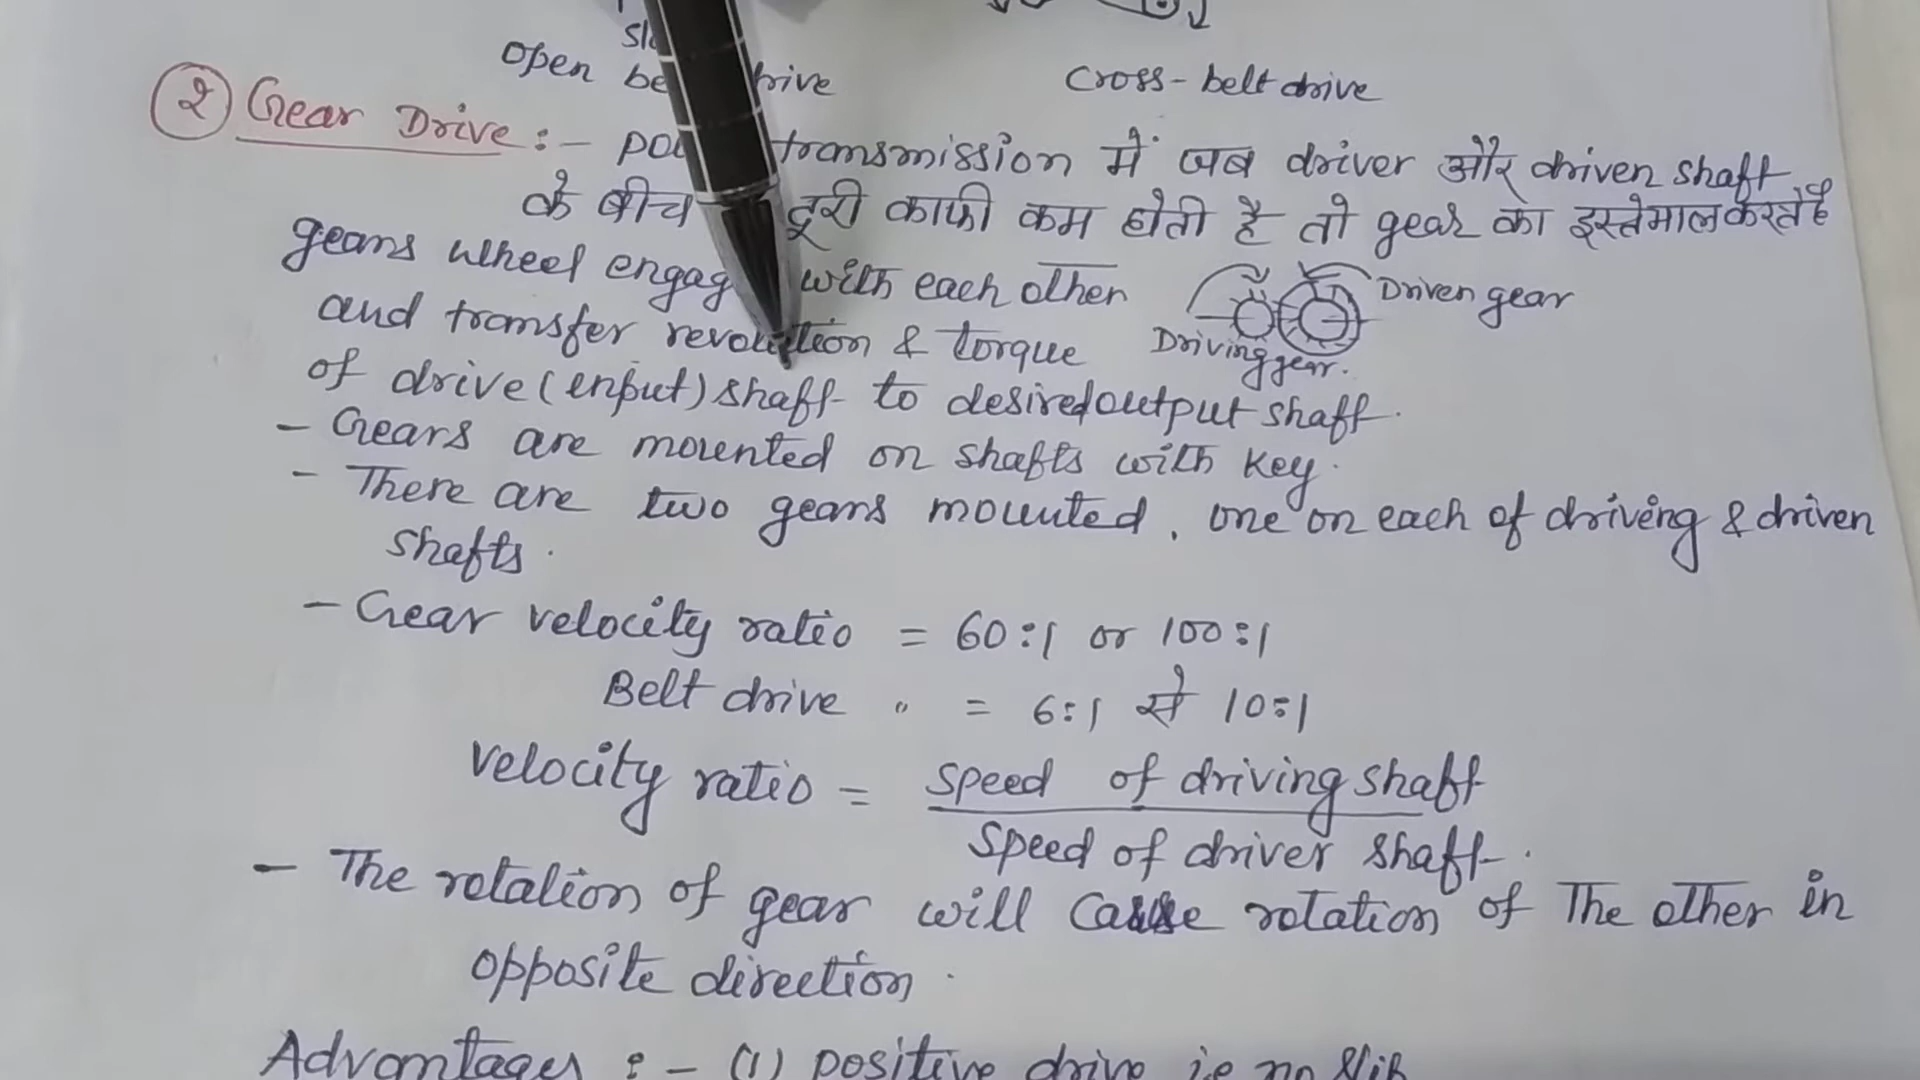 open drive
cross-belt drive
② Gear Drive :- transmission में जब driver और driven shaft
के बीच दूरी काफी कम होती है तो gear का इस्तेमाल करते हैं
gears wheel engag with each other
Driven gear
and transfer revolution & torque
Driving gear.
of drive (input) shaft to desired output shaft.
- Gears are mounted on shafts with key.
- There are two gears mounted, one on each of driving & driven
shafts.
- Gear velocity ratio = 60:1 or 100:1
Belt drive " = 6:1 से 10:1
velocity ratio = speed of driving shaft
speed of driver shaft.
- The rotation of gear will cause rotation of The other in
opposite direction.
Advantages :- (1) positive drive ie no slip